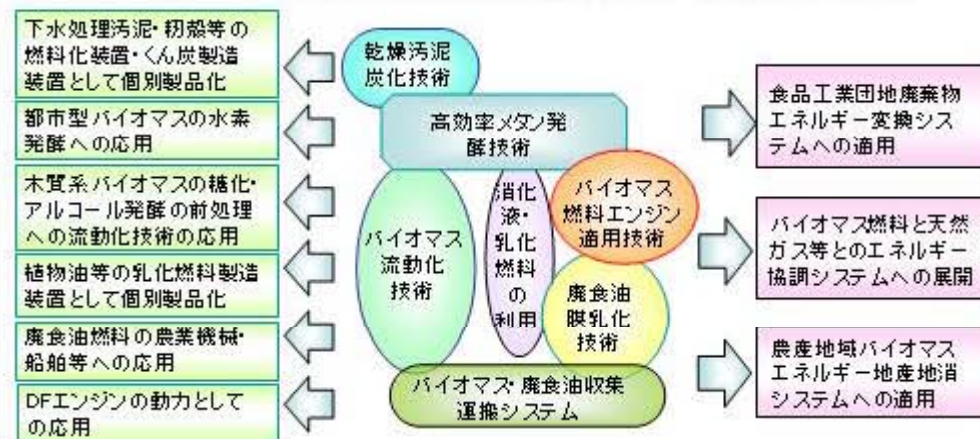 下水処理汚泥・籾殻等の
燃料化装置・くん炭製造
装置として個別製品化
都市型バイオマスの水素
発酵への応用
木質系バイオマスの糖化・
アルコール発酵の前処理
への流動化技術の応用
植物油等の乳化燃料製造
装置として個別製品化
廃食油燃料の農業機械・
船舶等への応用
DFエンジンの動力として
の応用
乾燥汚泥
炭化技術
高効率メタン発
酵技術
バイオマス
流動化
技術
消化
液・
乳化
燃料
の
利用
バイオマス
燃料エンジン
適用技術
廃食油
膜乳化
技術
バイオマス・廃食油収集
運搬システム
食品工業団地廃棄物
エネルギー変換シス
テムへの適用
バイオマス燃料と天然
ガス等とのエネルギー
協調システムへの展開
農産地域バイオマス
エネルギー地産地消
システムへの適用